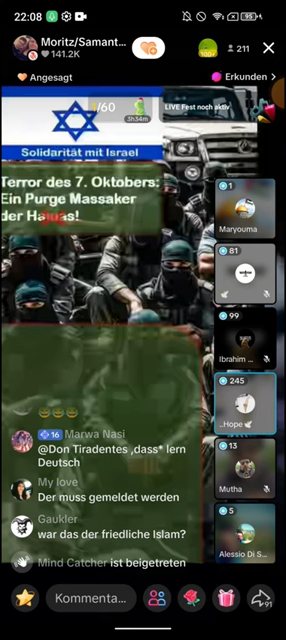 22:08
95
Moritz/Samant...
141.2K
211
Angesagt
Erkunden >
/60
3h34m
LIVE Fest noch aktiv
Solidarität mit Israel
Terror des 7. Oktobers:
Ein Purge Massaker
der Hamas!
1
Maryouma
81
99
Ibrahim ...
245
..Hope
13
Mutha
5
Alessio Di S...
16 Marwa Nasi
@Don Tiradentes ,dass* lern
Deutsch
My love
Der muss gemeldet werden
Gaukler
war das der friedliche Islam?
Mind Catcher ist beigetreten
Kommenta...
91